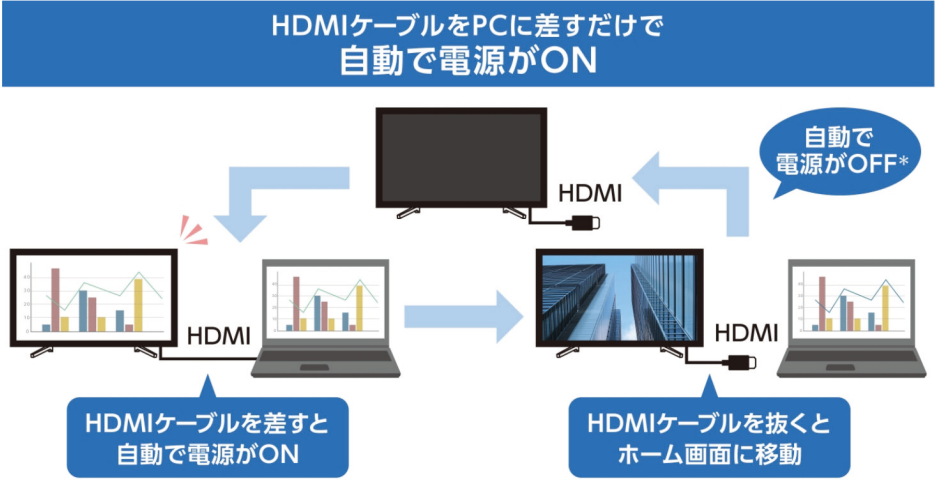 HDMIケーブルをPCに差すだけで
自動で電源がON
自動で
電源がOFF*
HDMI
HDMI
HDMI
HDMIケーブルを差すと
自動で電源がON
HDMIケーブルを抜くと
ホーム画面に移動